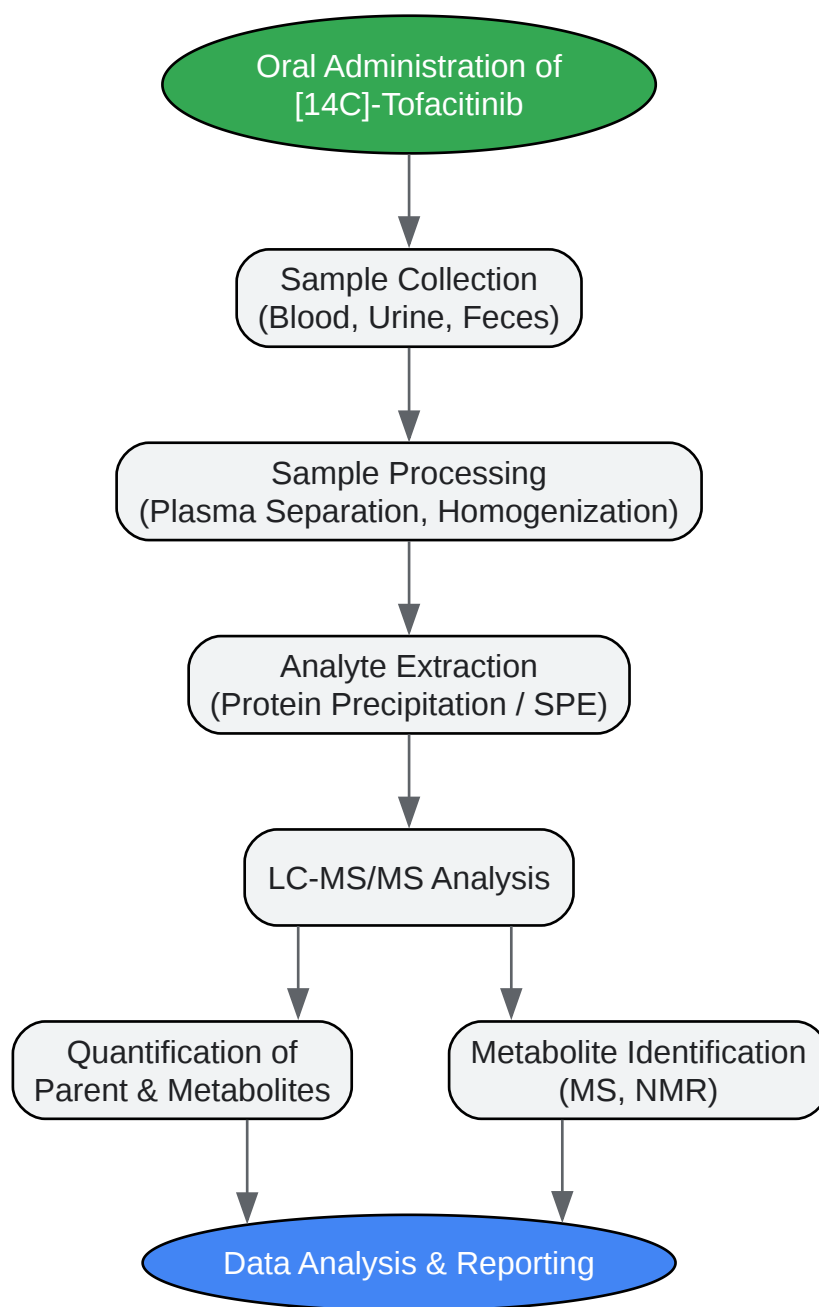 Oral Administration of
[14C]-Tofacitinib
Sample Collection
(Blood, Urine, Feces)
Sample Processing
(Plasma Separation, Homogenization)
Analyte Extraction
(Protein Precipitation / SPE)
LC-MS/MS Analysis
Quantification of
Parent & Metabolites
Metabolite Identification
(MS, NMR)
Data Analysis & Reporting